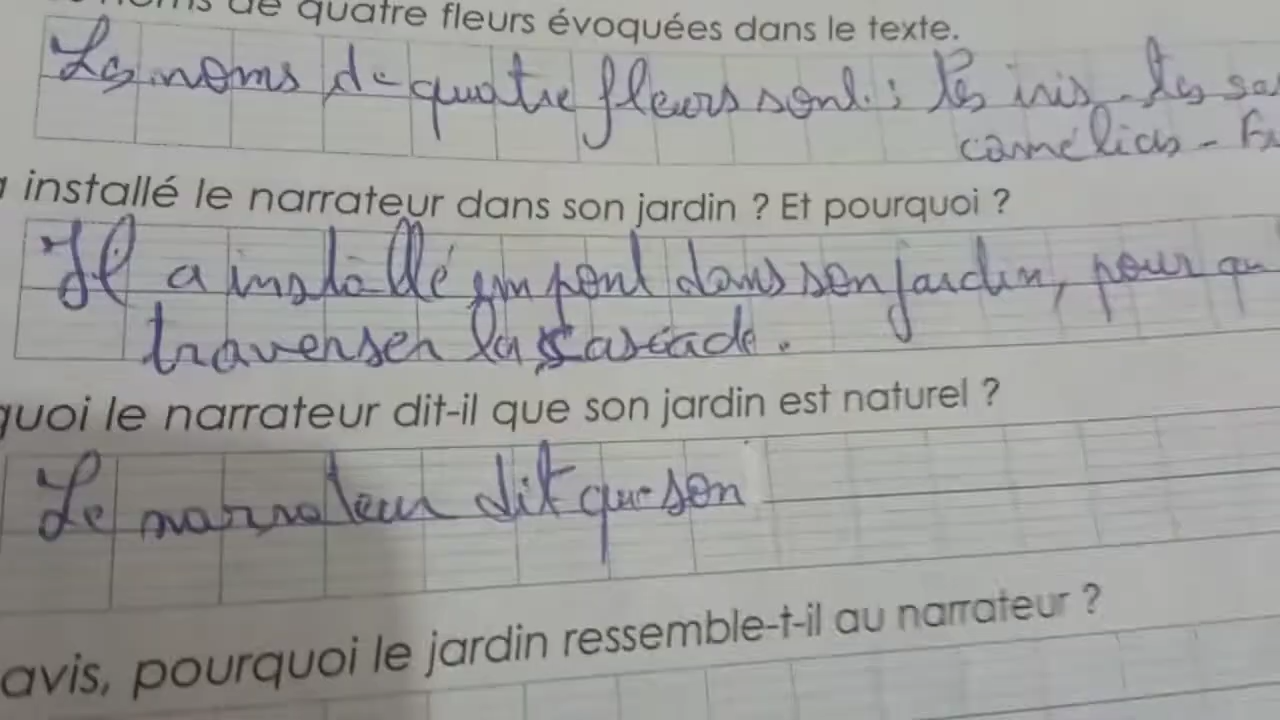 noms de quatre fleurs évoquées dans le texte.
Les noms de quatre fleurs sont : les iris - les
camélias -
installé le narrateur dans son jardin ? Et pourquoi ?
Il a installé un pont dans son jardin, pour
traverser la cascade.
quoi le narrateur dit-il que son jardin est naturel ?
Le narrateur dit que son
avis, pourquoi le jardin ressemble-t-il au narrateur ?